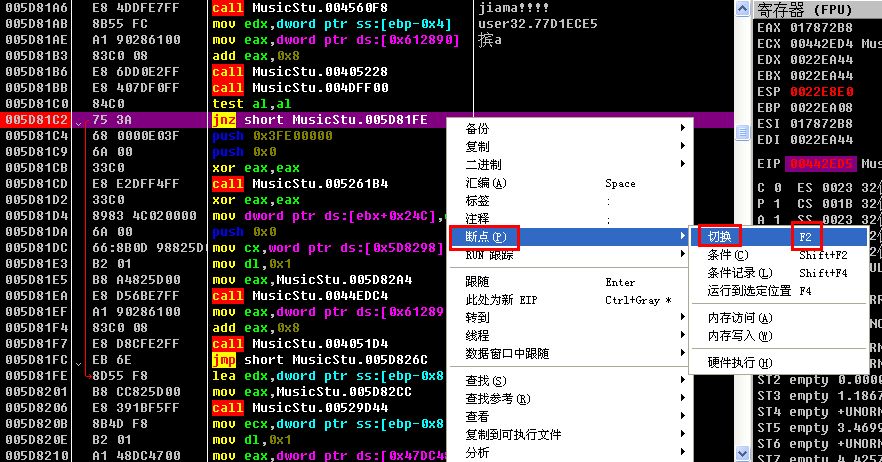 005D81A6 E8 4DDFE7FF call MusicStu.004560F8 jiama!!!!
005D81AB 8B55 FC mov edx,dword ptr ss:[ebp-0x4] user32.77D1ECE5
005D81AE A1 90286100 mov eax,dword ptr ds:[0x612890] 摈a
005D81B3 83C0 08 add eax,0x8
005D81B6 E8 6DD0E2FF call MusicStu.00405228
005D81BB E8 407DF0FF call MusicStu.004DFF00
005D81C0 84C0 test al,al
005D81C2 75 3A jnz short MusicStu.005D81FE
005D81C4 68 0000E03F push 0x3FE00000
005D81C9 6A 00 push 0x0
005D81CB 33C0 xor eax,eax
005D81CD E8 E2DFF4FF call MusicStu.005261B4
005D81D2 33C0 xor eax,eax
005D81D4 8983 4C020000 mov dword ptr ds:[ebx+0x24C],
005D81DA 6A 00 push 0x0
005D81DC 66:8B0D 98825D mov cx,word ptr ds:[0x5D8298]
005D81E3 B2 01 mov dl,0x1
005D81E5 B8 A4825D00 mov eax,MusicStu.005D82A4
005D81EA E8 D56BE7FF call MusicStu.0044EDC4
005D81EF A1 90286100 mov eax,dword ptr ds:[0x61289
005D81F4 83C0 08 add eax,0x8
005D81F7 E8 D8CFE2FF call MusicStu.004051D4
005D81FC EB 6E jmp short MusicStu.005D826C
005D81FE 8D55 F8 lea edx,dword ptr ss:[ebp-0x8
005D8201 B8 CC825D00 mov eax,MusicStu.005D82CC
005D8206 E8 391BF5FF call MusicStu.00529D44
005D820B 8B4D F8 mov ecx,dword ptr ss:[ebp-0x8
005D820E B2 01 mov dl,0x1
005D8210 A1 48DC4700 mov eax,dword ptr ds:[0x47DC4
备份
复制
二进制
汇编(A) Space
标签 :
注释 ;
断点(P)
RUN 跟踪
跟随 Enter
此处为新 EIP Ctrl+Gray *
转到
线程
数据窗口中跟随
查找(S)
查找参考(R)
查看
复制到可执行文件
分析
切换 F2
条件(C) Shift+F2
条件记录(L) Shift+F4
运行到选定位置 F4
内存访问(A)
内存写入(W)
硬件执行(H)
寄存器 (FPU)
EAX 017872B8
ECX 00442ED4 Mus
EDX 0022EA44
EBX 0022EA44
ESP 0022E8E0
EBP 0022EA08
ESI 017872B8
EDI 0022EA44
EIP 00442ED5 Mus
C 0 ES 0023 32
P 1 CS 001B 32
A 1 SS 0023 32
ST2 empty 0.0000
ST3 empty 1.1867
ST4 empty +UNORM
ST5 empty 3.4699
ST6 empty +UNORM
ST7 empty 4.4257